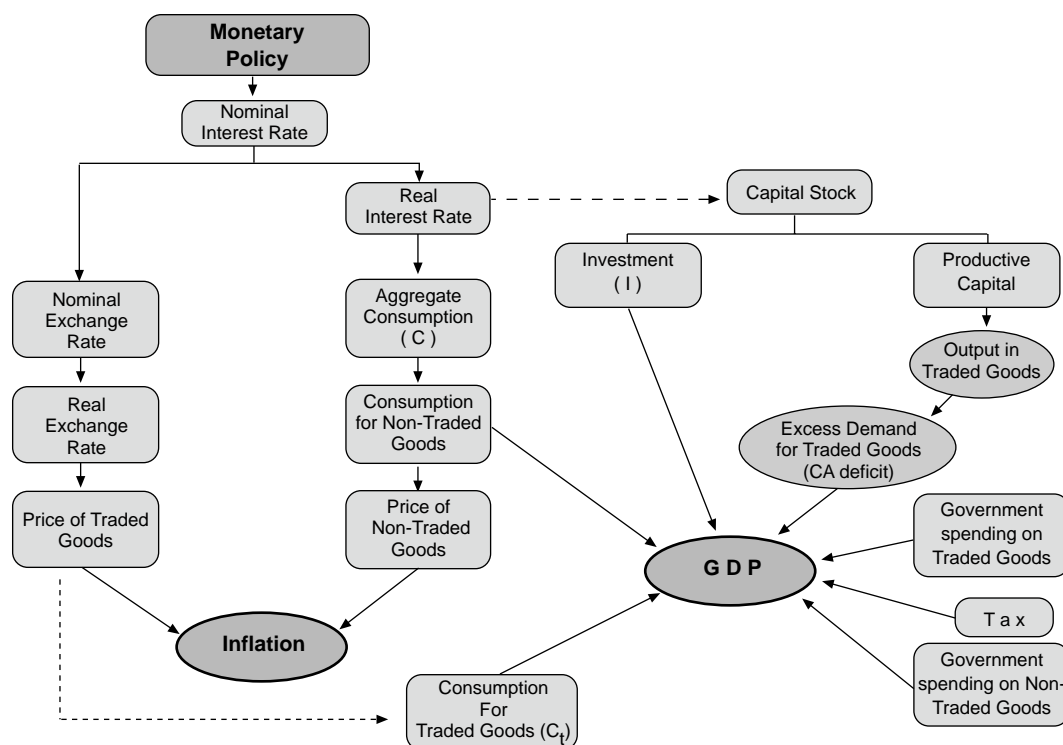 Monetary
Policy
Nominal
Interest Rate
Real
Interest Rate
Capital Stock
Investment
( I )
Productive
Capital
Nominal
Exchange
Rate
Aggregate
Consumption
( C )
Output in
Traded Goods
Real
Exchange
Rate
Consumption
for Non-Traded
Goods
Excess Demand
for Traded Goods
(CA deficit)
Price of Traded
Goods
Price of
Non-Traded
Goods
Government
spending on
Traded Goods
G D P
T a x
Inflation
Government
spending on Non-
Traded Goods
Consumption
For
Traded Goods (Ct)